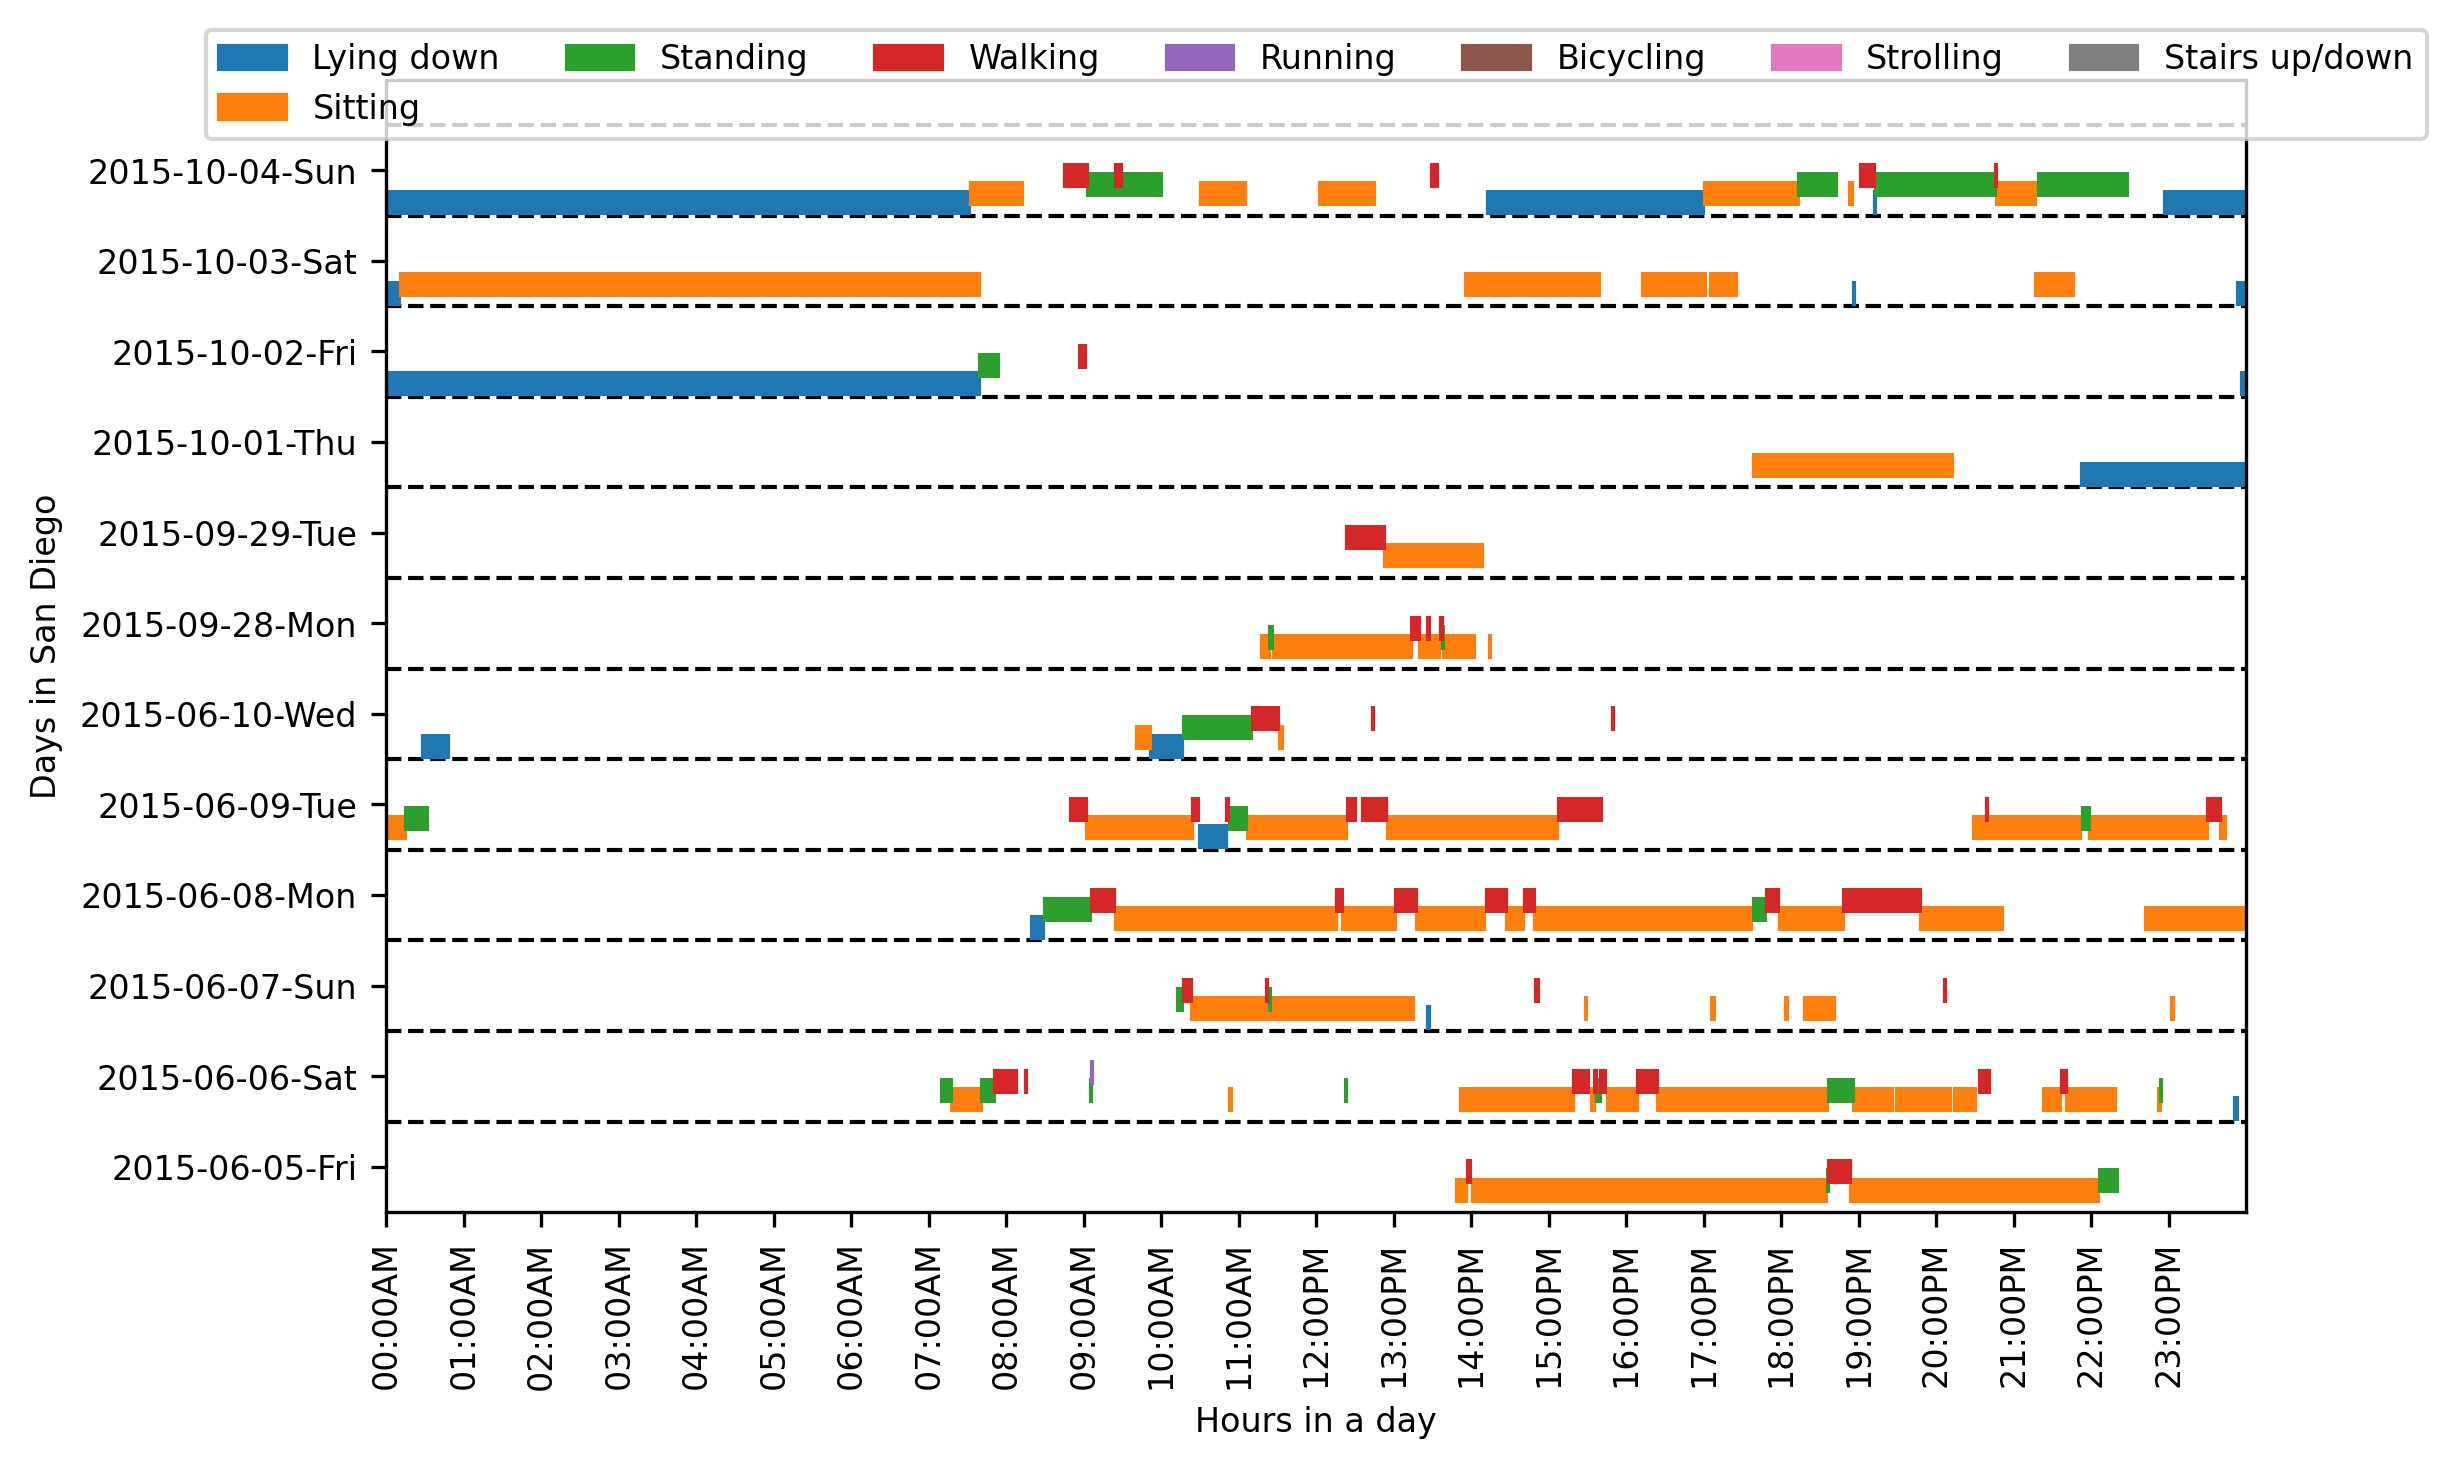 Lying down Standing Walking Running Bicycling Strolling Stairs up/down
Sitting
2015-10-04-Sun
2015-10-03-Sat
2015-10-02-Fri
2015-10-01-Thu
2015-09-29-Tue
2015-09-28-Mon
2015-06-10-Wed
2015-06-09-Tue
2015-06-08-Mon
2015-06-07-Sun
2015-06-06-Sat
2015-06-05-Fri
Days in San Diego
00:00AM
01:00AM
02:00AM
03:00AM
04:00AM
05:00AM
06:00AM
07:00AM
08:00AM
09:00AM
10:00AM
11:00AM
12:00PM
13:00PM
14:00PM
15:00PM
16:00PM
17:00PM
18:00PM
19:00PM
20:00PM
21:00PM
22:00PM
23:00PM
Hours in a day